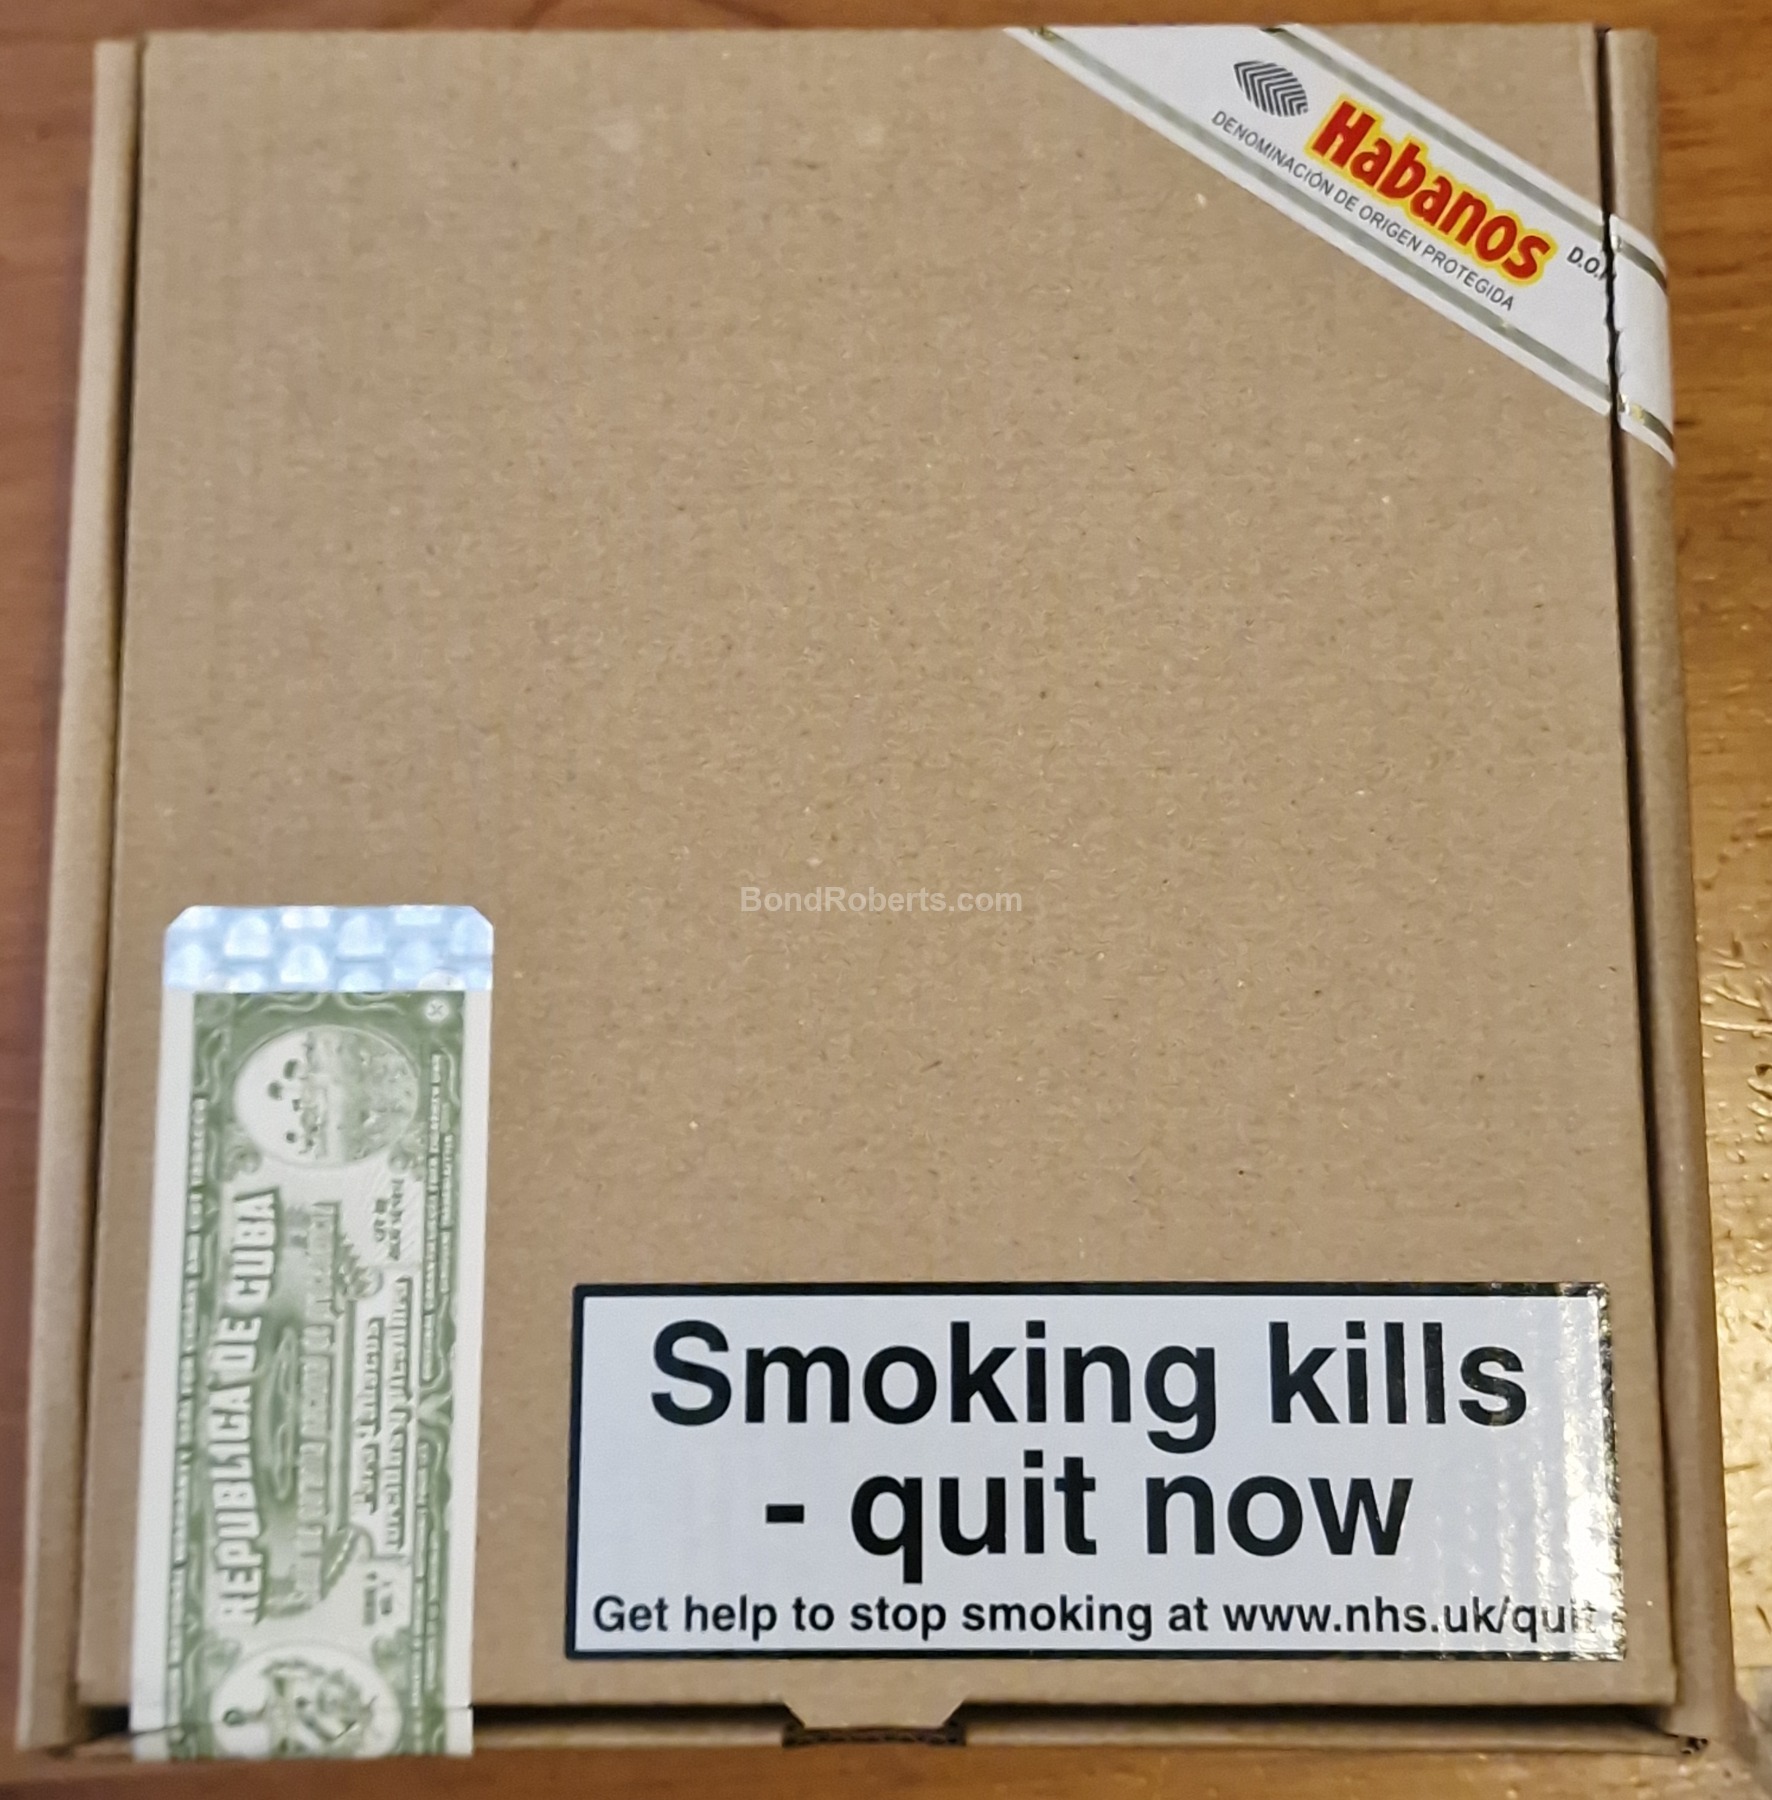 Habanos
D.O.
DENOMINACIÓN DE ORIGEN PROTEGIDA
BondRoberts.com
REPUBLICA DE CUBA
Smoking kills
- quit now
Get help to stop smoking at www.nhs.uk/quit